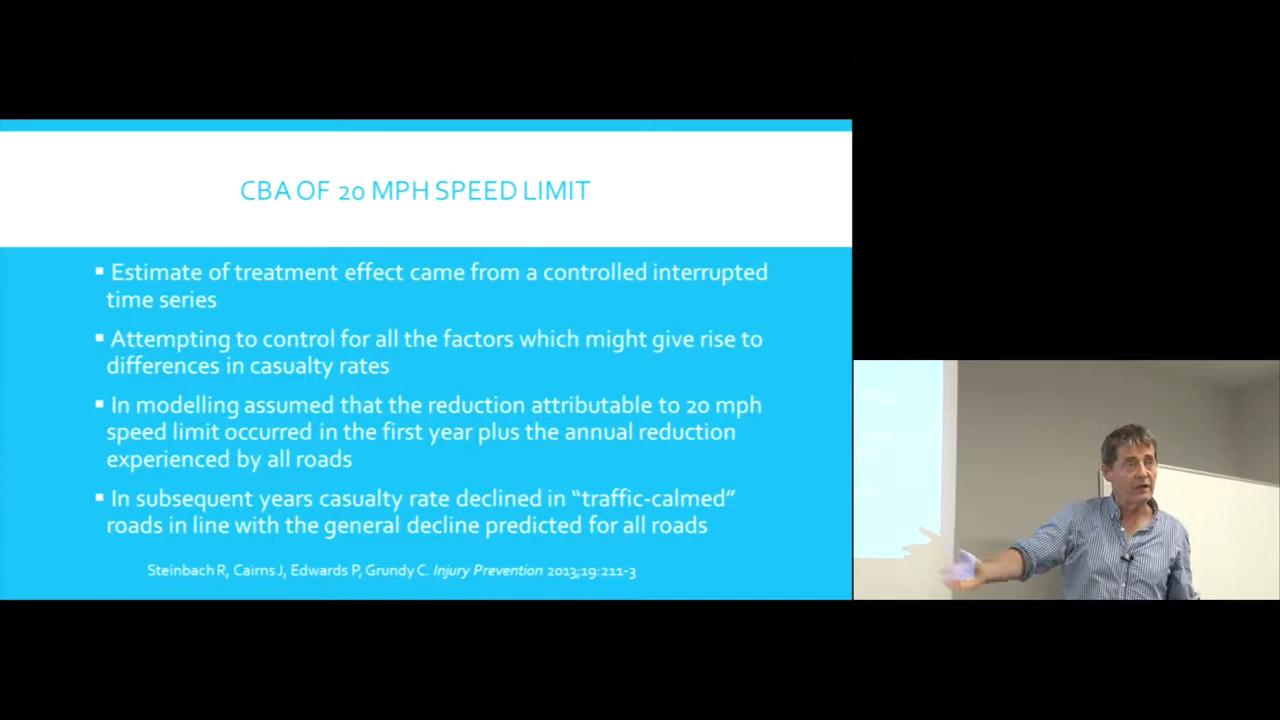 CBA OF 20 MPH SPEED LIMIT
▪ Estimate of treatment effect came from a controlled interrupted
time series
▪ Attempting to control for all the factors which might give rise to
differences in casualty rates
▪ In modelling assumed that the reduction attributable to 20 mph
speed limit occurred in the first year plus the annual reduction
experienced by all roads
▪ In subsequent years casualty rate declined in “traffic-calmed”
roads in line with the general decline predicted for all roads
Steinbach R, Cairns J, Edwards P, Grundy C. Injury Prevention 2013;19:211-3